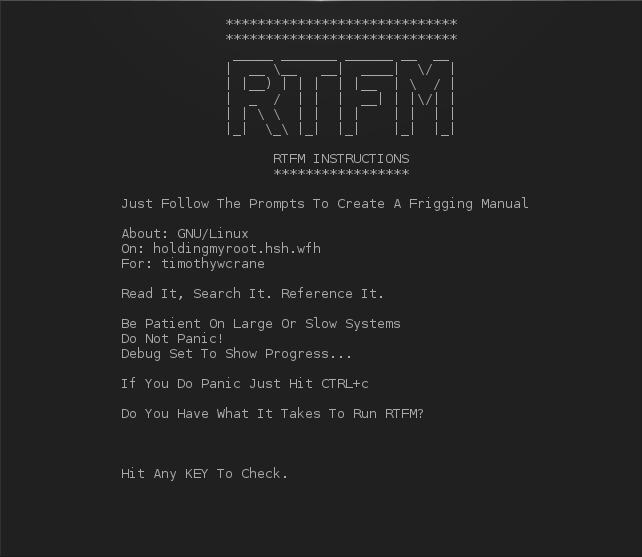 *****************************
*****************************
RTFM
RTFM INSTRUCTIONS
*****************
Just Follow The Prompts To Create A Frigging Manual
About: GNU/Linux
On: holdingmyroot.hsh.wfh
For: timothywcrane
Read It, Search It. Reference It.
Be Patient On Large Or Slow Systems
Do Not Panic!
Debug Set To Show Progress...
If You Do Panic Just Hit CTRL+c
Do You Have What It Takes To Run RTFM?
Hit Any KEY To Check.